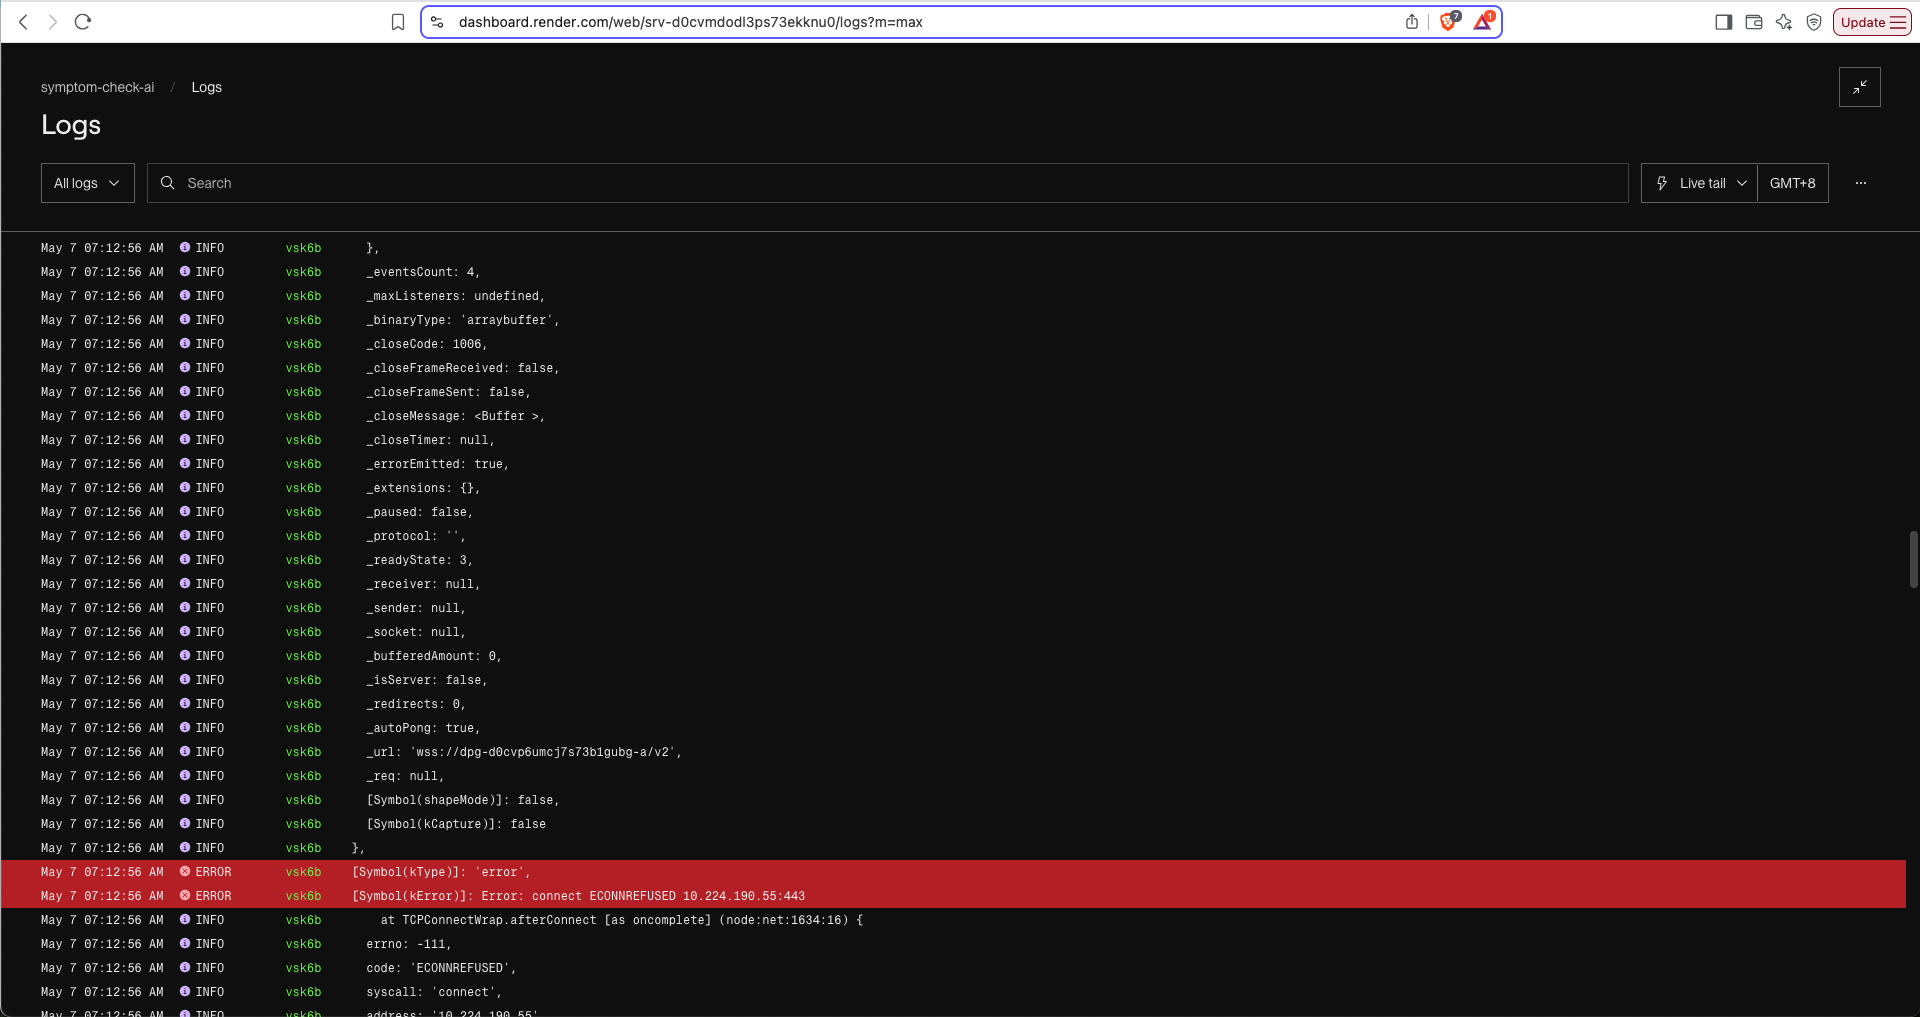 dashboard.render.com/web/srv-d0cvmdodl3ps73ekknu0/logs?m=max
7
1
Update
symptom-check-ai / Logs
Logs
All logs
Search
Live tail
GMT+8
May 7 07:12:56 AM INFO vsk6b },
May 7 07:12:56 AM INFO vsk6b _eventsCount: 4,
May 7 07:12:56 AM INFO vsk6b _maxListeners: undefined,
May 7 07:12:56 AM INFO vsk6b _binaryType: 'arraybuffer',
May 7 07:12:56 AM INFO vsk6b _closeCode: 1006,
May 7 07:12:56 AM INFO vsk6b _closeFrameReceived: false,
May 7 07:12:56 AM INFO vsk6b _closeFrameSent: false,
May 7 07:12:56 AM INFO vsk6b _closeMessage: <Buffer >,
May 7 07:12:56 AM INFO vsk6b _closeTimer: null,
May 7 07:12:56 AM INFO vsk6b _errorEmitted: true,
May 7 07:12:56 AM INFO vsk6b _extensions: {},
May 7 07:12:56 AM INFO vsk6b _paused: false,
May 7 07:12:56 AM INFO vsk6b _protocol: '',
May 7 07:12:56 AM INFO vsk6b _readyState: 3,
May 7 07:12:56 AM INFO vsk6b _receiver: null,
May 7 07:12:56 AM INFO vsk6b _sender: null,
May 7 07:12:56 AM INFO vsk6b _socket: null,
May 7 07:12:56 AM INFO vsk6b _bufferedAmount: 0,
May 7 07:12:56 AM INFO vsk6b _isServer: false,
May 7 07:12:56 AM INFO vsk6b _redirects: 0,
May 7 07:12:56 AM INFO vsk6b _autoPong: true,
May 7 07:12:56 AM INFO vsk6b _url: 'wss://dpg-d0cvp6umcj7s73b1gubg-a/v2',
May 7 07:12:56 AM INFO vsk6b _req: null,
May 7 07:12:56 AM INFO vsk6b [Symbol(shapeMode)]: false,
May 7 07:12:56 AM INFO vsk6b [Symbol(kCapture)]: false
May 7 07:12:56 AM INFO vsk6b },
May 7 07:12:56 AM ERROR vsk6b [Symbol(kType)]: 'error',
May 7 07:12:56 AM ERROR vsk6b [Symbol(kError)]: Error: connect ECONNREFUSED 10.224.190.55:443
May 7 07:12:56 AM INFO vsk6b at TCPConnectWrap.afterConnect [as oncomplete] (node:net:1634:16) {
May 7 07:12:56 AM INFO vsk6b errno: -111,
May 7 07:12:56 AM INFO vsk6b code: 'ECONNREFUSED',
May 7 07:12:56 AM INFO vsk6b syscall: 'connect',
May 7 07:12:56 AM INFO vsk6b address: '10.224.190.55'